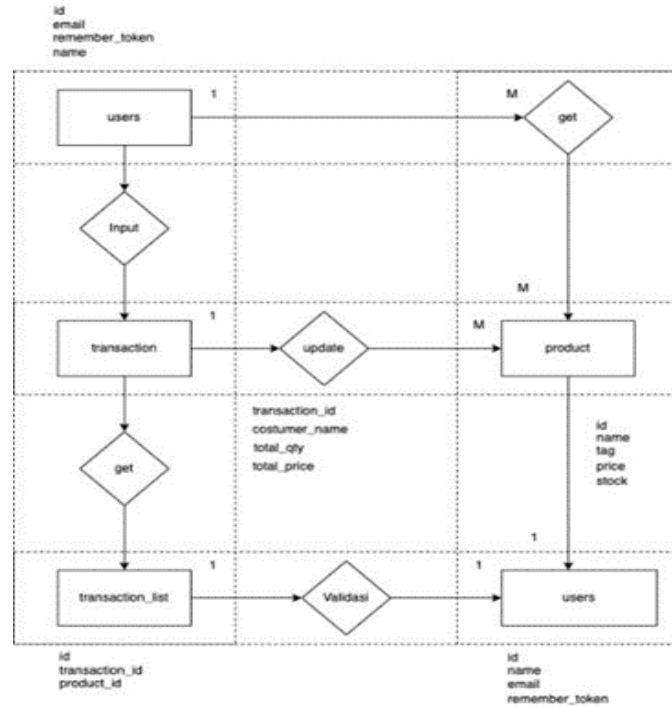 id
email
remember_token
name
users
1
M
get
Input
M
transaction
1
update
M
product
transaction_id
costumer_name
total_qty
total_price
id
name
tag
price
stock
get
1
transaction_list
1
Validasi
1
users
id
transaction_id
product_id
id
name
email
remember_token